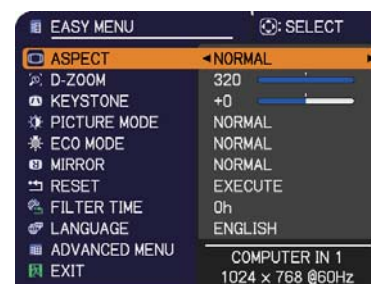 EASY MENU : SELECT
ASPECT NORMAL
D-ZOOM 320
KEYSTONE +0
PICTURE MODE NORMAL
ECO MODE NORMAL
MIRROR NORMAL
RESET EXECUTE
FILTER TIME 0h
LANGUAGE ENGLISH
ADVANCED MENU
EXIT
COMPUTER IN 1
1024 x 768 @60Hz